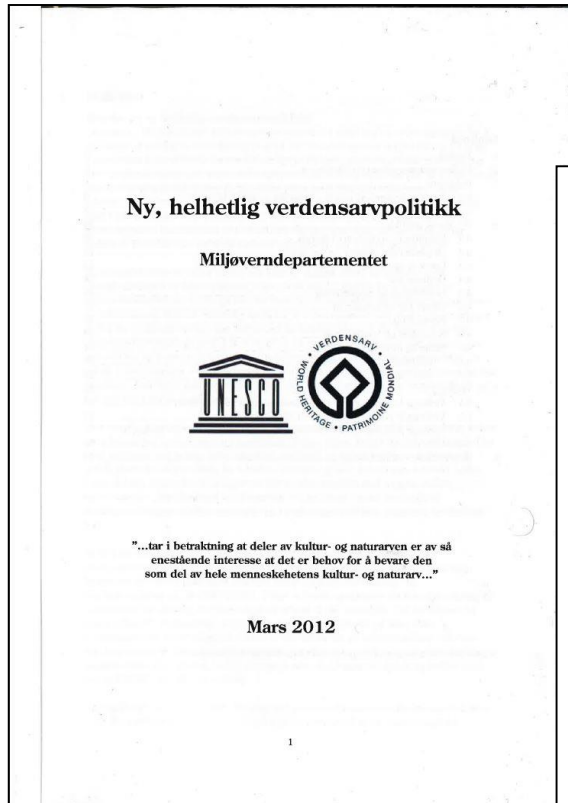 Ny, helhetlig verdensarvpolitikk
Miljøverndepartementet
UNESCO
VERDENSARV • WORLD HERITAGE • PATRIMOINE MONDIAL •
"...tar i betraktning at deler av kultur- og naturarven er av så
enestående interesse at det er behov for å bevare den
som del av hele menneskehetens kultur- og naturarv..."
Mars 2012
1